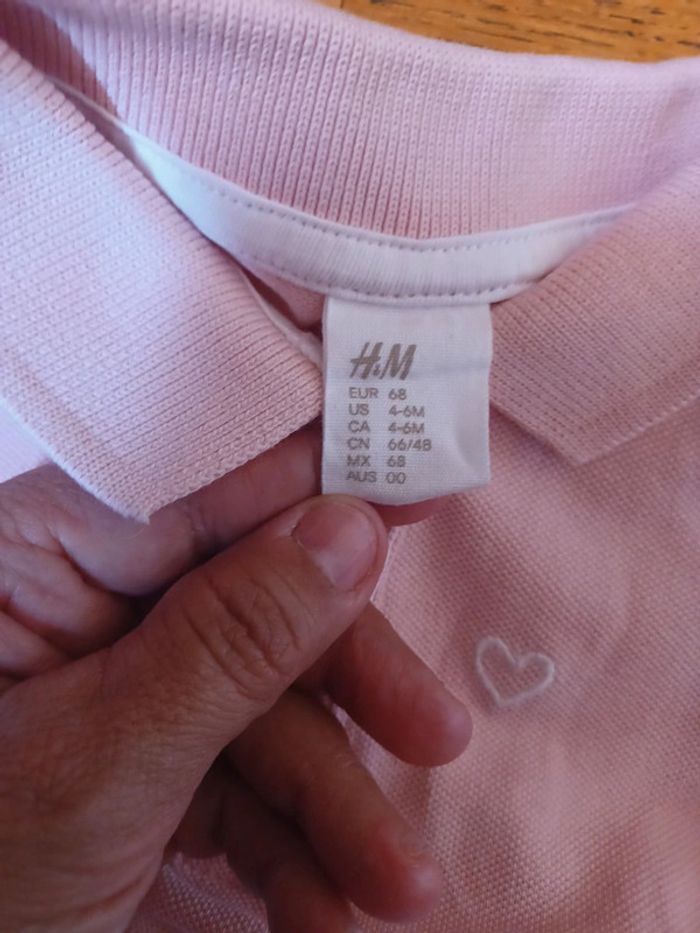 H&M
EUR 68
US 4-6M
CA 4-6M
CN 66/48
MX 68
AUS 00